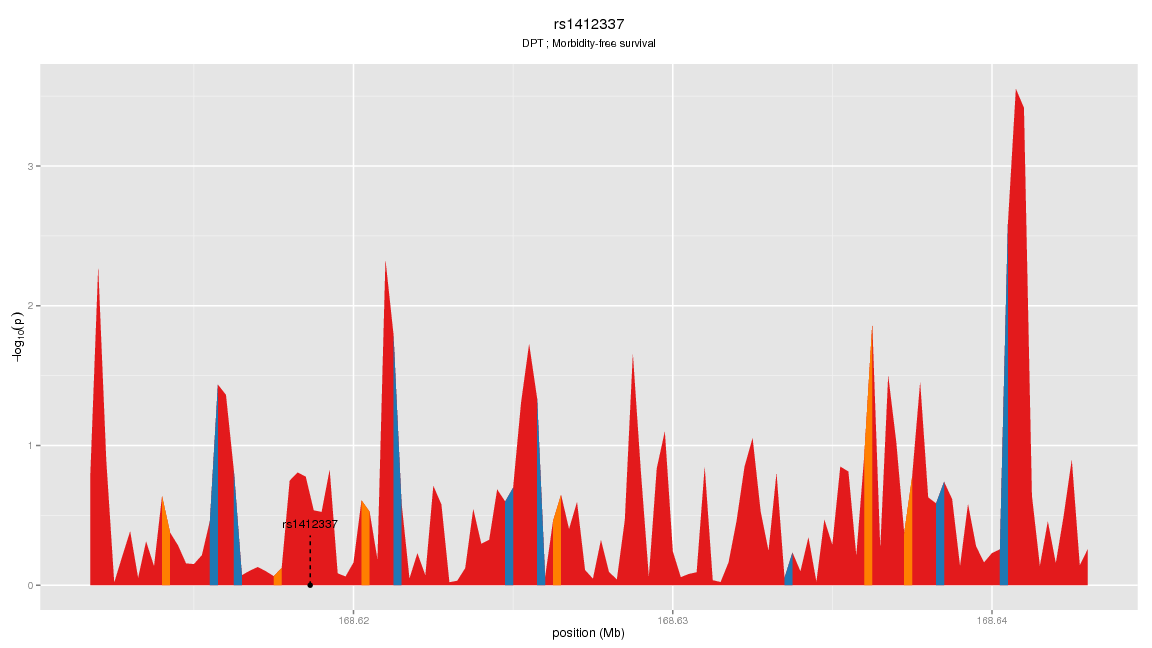 rs1412337
DPT ; Morbidity-free survival
3
2
1
0
−log10(p)
rs1412337
168.62
168.63
168.64
position (Mb)